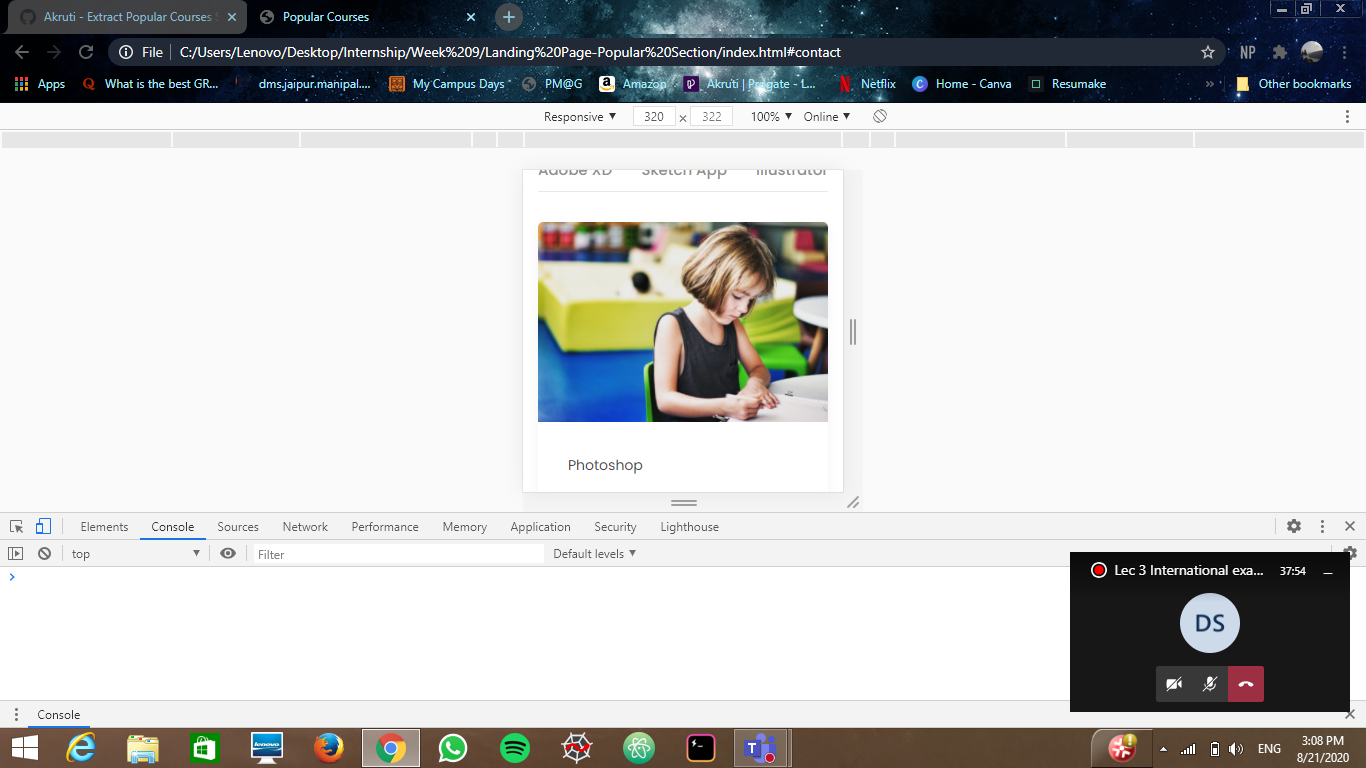 Akruti - Extract Popular Courses
Popular Courses
File C:/Users/Lenovo/Desktop/Internship/Week%209/Landing%20Page-Popular%20Section/index.html#contact
NP
Apps What is the best GR... dms.jaipur.manipal.... My Campus Days PM@G Amazon Akruti | Pregate - L... Netflix Home - Canva Resumake » Other bookmarks
Responsive 320 × 322 100% Online
Adobe XD Sketch App Illustrator
Photoshop
Elements Console Sources Network Performance Memory Application Security Lighthouse
top Filter Default levels
Lec 3 International exa... 37:54
DS
Console
lenovo
ENG
3:08 PM
8/21/2020